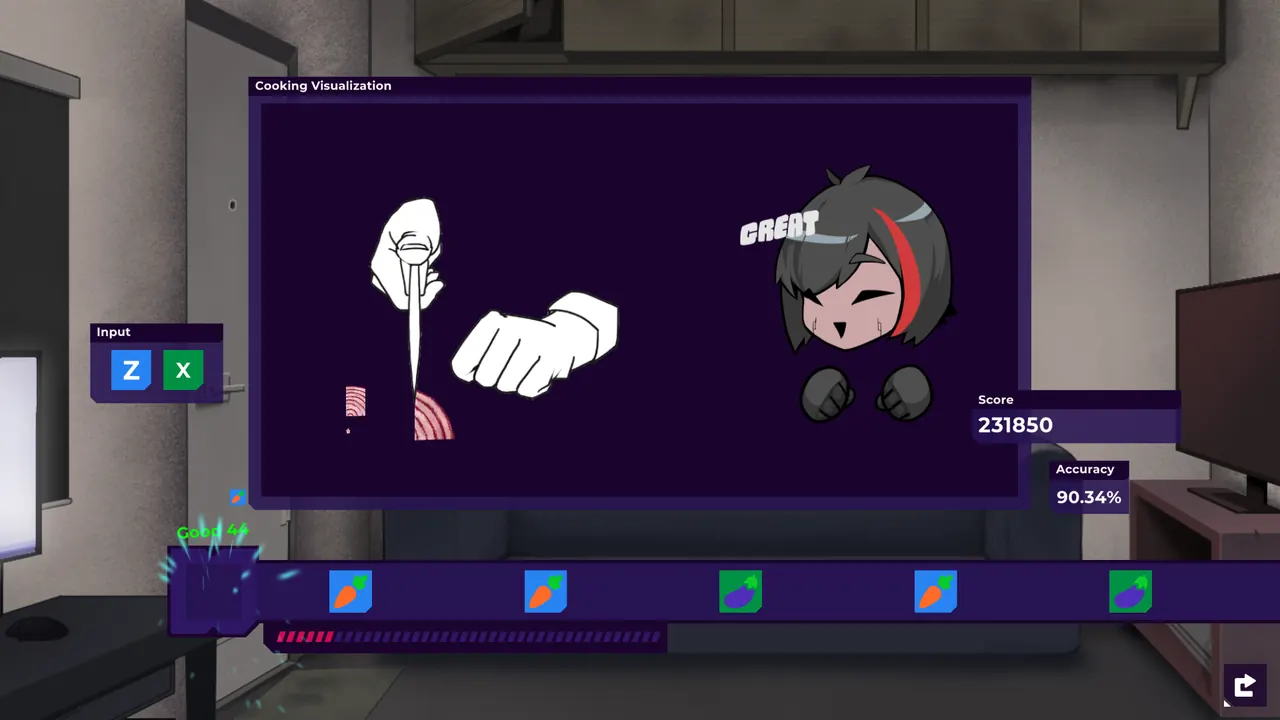 Cooking Visualization
GREAT
Input
Z X
Score
231850
Accuracy
90.34%
Good 44